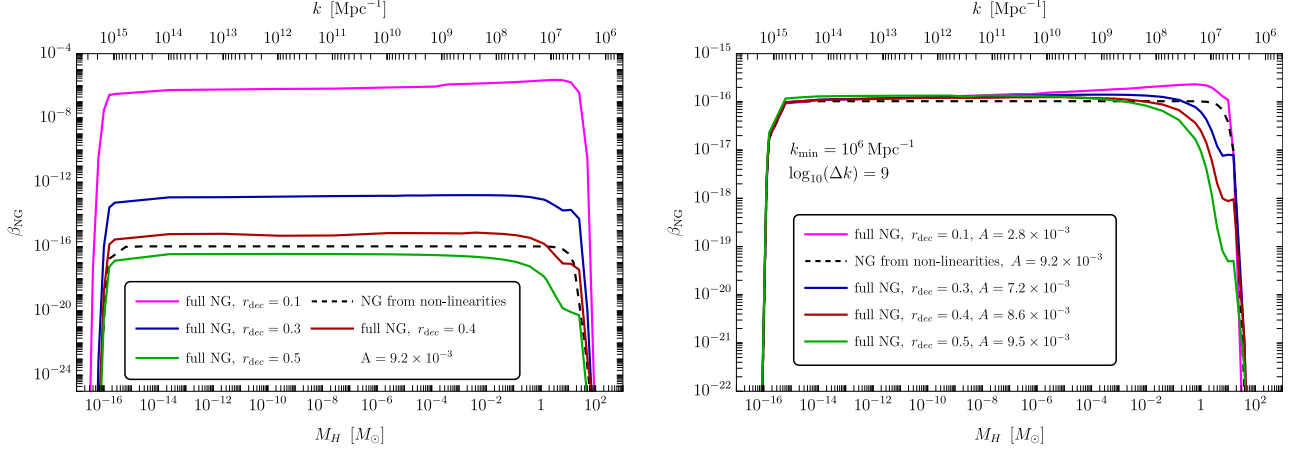 k [Mpc⁻¹]
10¹⁵ 10¹⁴ 10¹³ 10¹² 10¹¹ 10¹⁰ 10⁹ 10⁸ 10⁷ 10⁶
10⁻⁴
10⁻⁶
10⁻⁸
10⁻¹²
10⁻¹⁶
10⁻²⁰
10⁻²⁴
β_NG
full NG, r_dec = 0.1 NG from non-linearities
full NG, r_dec = 0.3 full NG, r_dec = 0.4
full NG, r_dec = 0.5 A = 9.2 × 10⁻³
10⁻¹⁶ 10⁻¹⁴ 10⁻¹² 10⁻¹⁰ 10⁻⁸ 10⁻⁶ 10⁻⁴ 10⁻² 1 10²
M_H [M_⊙]
k [Mpc⁻¹]
10¹⁵ 10¹⁴ 10¹³ 10¹² 10¹¹ 10¹⁰ 10⁹ 10⁸ 10⁷ 10⁶
10⁻¹⁵
10⁻¹⁶
10⁻¹⁷
10⁻¹⁸
10⁻¹⁹
10⁻²⁰
10⁻²¹
10⁻²²
β_NG
k_min = 10⁶ Mpc⁻¹
log₁₀(Δk) = 9
full NG, r_dec = 0.1, A = 2.8 × 10⁻³
NG from non-linearities, A = 9.2 × 10⁻³
full NG, r_dec = 0.3, A = 7.2 × 10⁻³
full NG, r_dec = 0.4, A = 8.6 × 10⁻³
full NG, r_dec = 0.5, A = 9.5 × 10⁻³
10⁻¹⁶ 10⁻¹⁴ 10⁻¹² 10⁻¹⁰ 10⁻⁸ 10⁻⁶ 10⁻⁴ 10⁻² 1 10²
M_H [M_⊙]